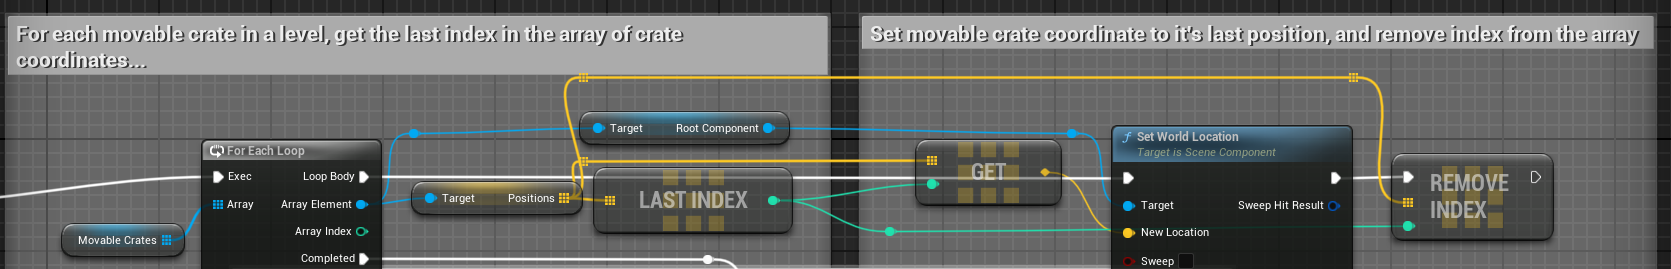 For each movable crate in a level, get the last index in the array of crate
coordinates...
Set movable crate coordinate to it's last position, and remove index from the array
For Each Loop
Exec
Loop Body
Array
Array Element
Array Index
Completed
Movable Crates
Target
Positions
Target
Root Component
LAST INDEX
GET
Set World Location
Target is Scene Component
Target
Sweep Hit Result
New Location
Sweep
REMOVE
INDEX